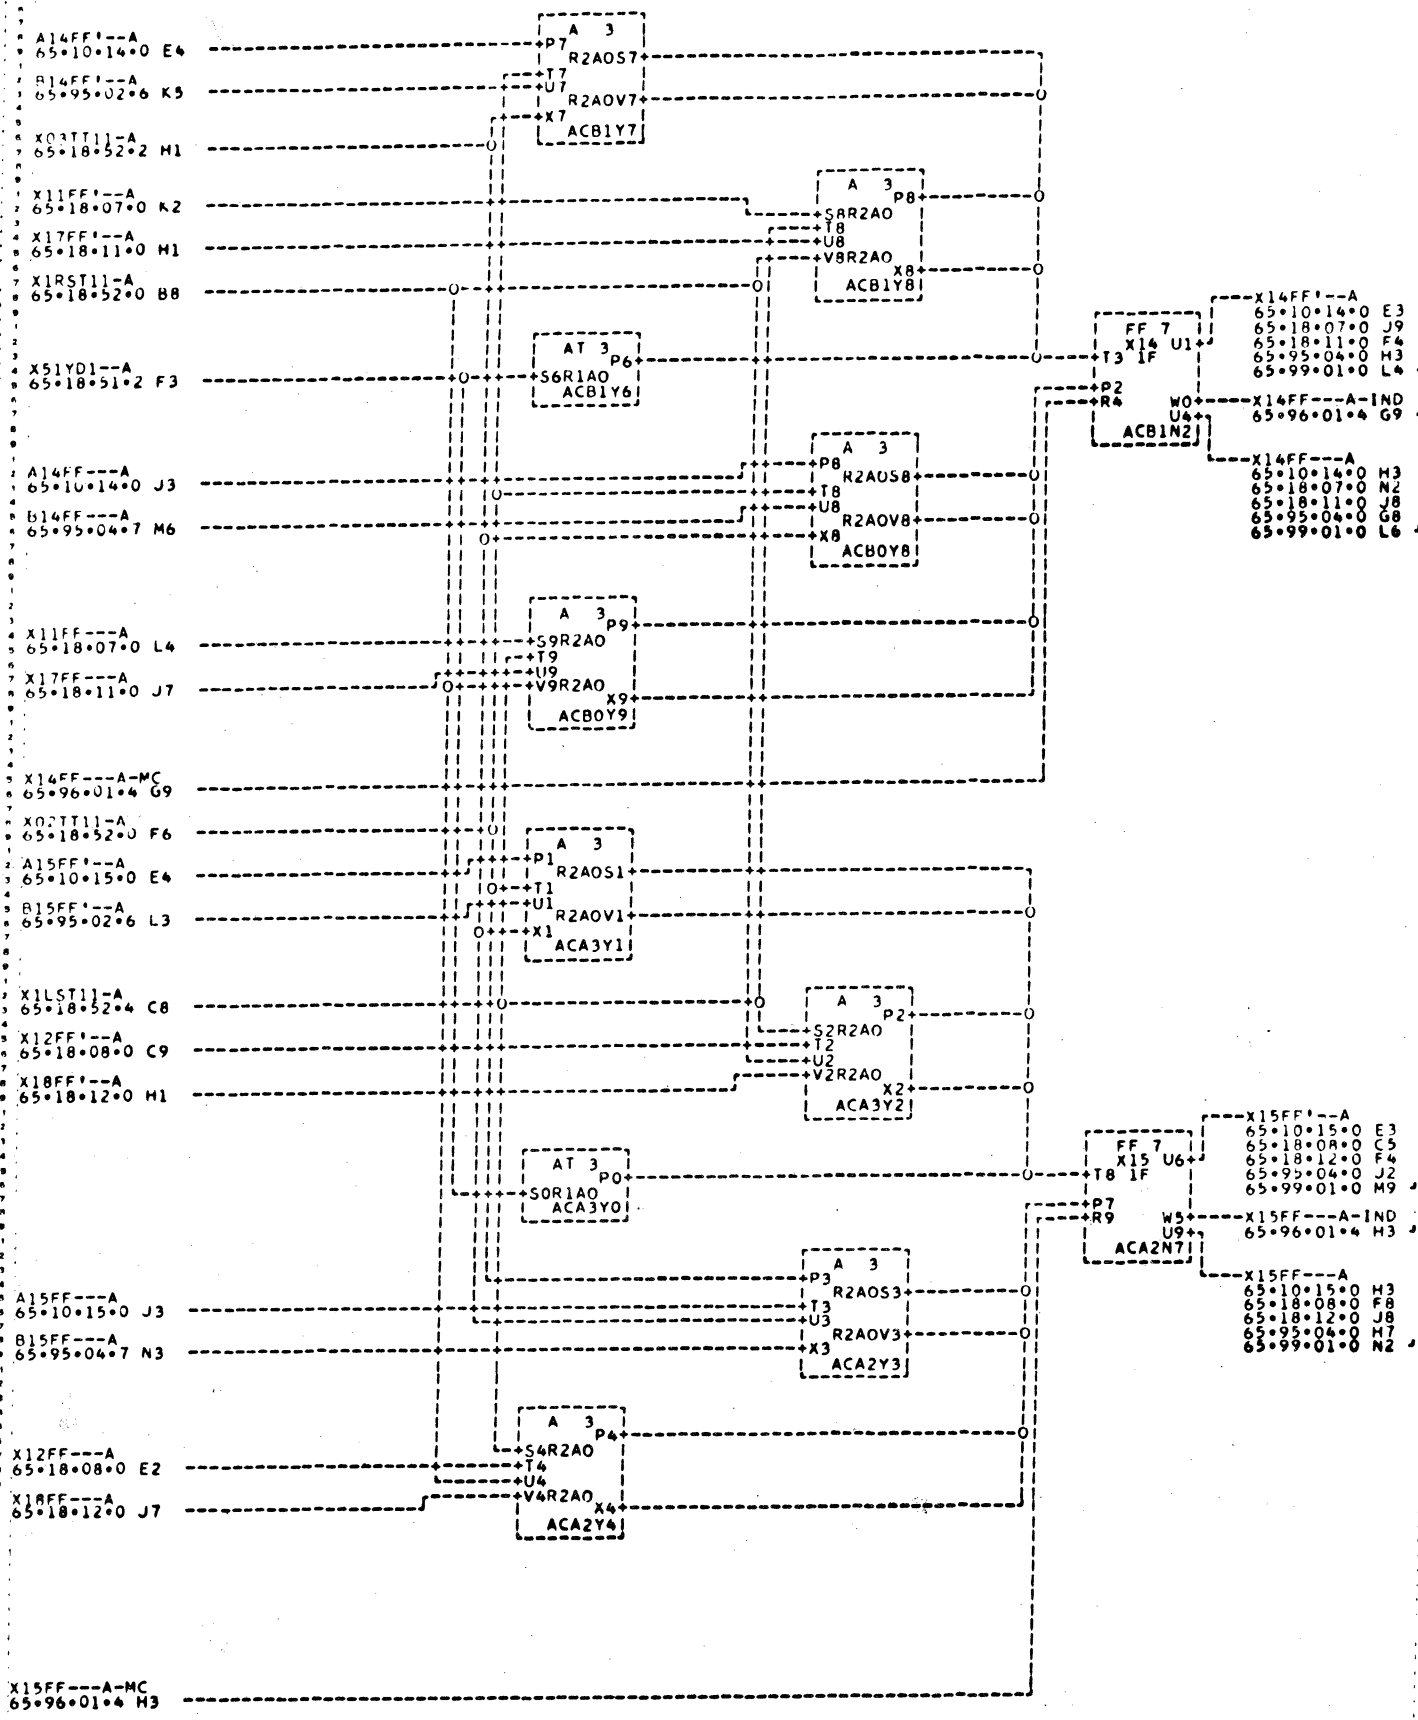 A14FF'--A
65•10•14•0 E4
B14FF'--A
65•95•02•6 K5
X03TT11-A
65•18•52•2 H1
X11FF'--A
65•18•07•0 K2
X17FF'--A
65•18•11•0 H1
X1RST11-A
65•18•52•0 B8
X51YD1--A
65•18•51•2 F3
A14FF---A
65•10•14•0 J3
B14FF---A
65•95•04•7 M6
X11FF---A
65•18•07•0 L4
X17FF---A
65•18•11•0 J7
X14FF---A-MC
65•96•01•4 G9
X02TT11-A
65•18•52•0 F6
A15FF'--A
65•10•15•0 E4
B15FF'--A
65•95•02•6 L3
X1LST11-A
65•18•52•4 C8
X12FF'--A
65•18•08•0 C9
X18FF'--A
65•18•12•0 H1
A15FF---A
65•10•15•0 J3
B15FF---A
65•95•04•7 N3
X12FF---A
65•18•08•0 E2
X18FF---A
65•18•12•0 J7
X15FF---A-MC
65•96•01•4 H3
A 3
P7
R2AOS7
T7
U7
R2AOV7
X7
ACB1Y7
A 3
P8
S8R2AO
T8
U8
V8R2AO
X8
ACB1Y8
AT 3
P6
S6R1AO
ACB1Y6
A 3
P8
R2AOS8
T8
U8
R2AOV8
X8
ACB0Y8
A 3
P9
S9R2AO
T9
U9
V9R2AO
X9
ACB0Y9
A 3
P1
R2AOS1
T1
U1
R2AOV1
X1
ACA3Y1
A 3
P2
S2R2AO
T2
U2
V2R2AO
X2
ACA3Y2
AT 3
P0
S0R1AO
ACA3Y0
A 3
P3
R2AOS3
T3
U3
R2AOV3
X3
ACA2Y3
A 3
P4
S4R2AO
T4
U4
V4R2AO
X4
ACA2Y4
FF 7
X14 U1
T3 1F
P2
R4 W0
U4
ACB1N2
X14FF'--A
65•10•14•0 E3
65•18•07•0 J9
65•18•11•0 F4
65•95•04•0 H3
65•99•01•0 L4
X14FF---A-IND
65•96•01•4 G9
X14FF---A
65•10•14•0 H3
65•18•07•0 N2
65•18•11•0 J8
65•95•04•0 G8
65•99•01•0 L6
FF 7
X15 U6
T8 1F
P7
R9 W5
U9
ACA2N7
X15FF'--A
65•10•15•0 E3
65•18•08•0 C5
65•18•12•0 F4
65•95•04•0 J2
65•99•01•0 M9
X15FF---A-IND
65•96•01•4 H3
X15FF---A
65•10•15•0 H3
65•18•08•0 F8
65•18•12•0 J8
65•95•04•0 H7
65•99•01•0 N2